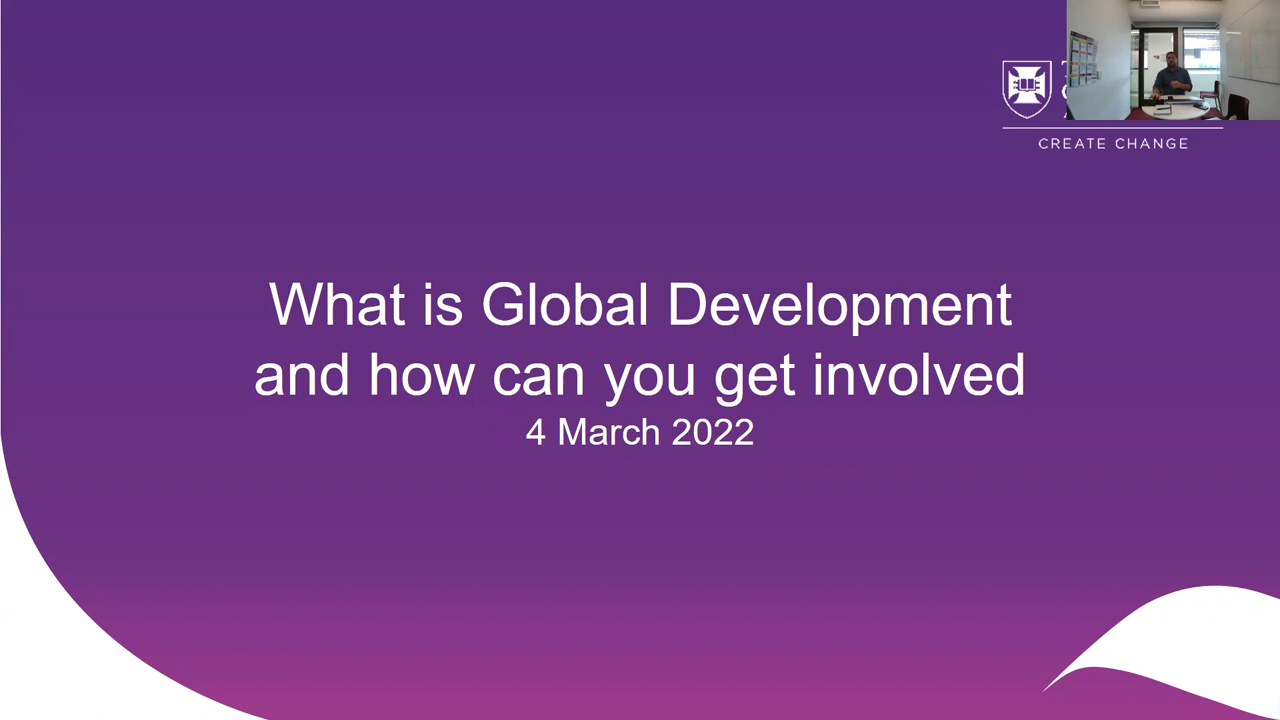 CREATE CHANGE
What is Global Development
and how can you get involved
4 March 2022